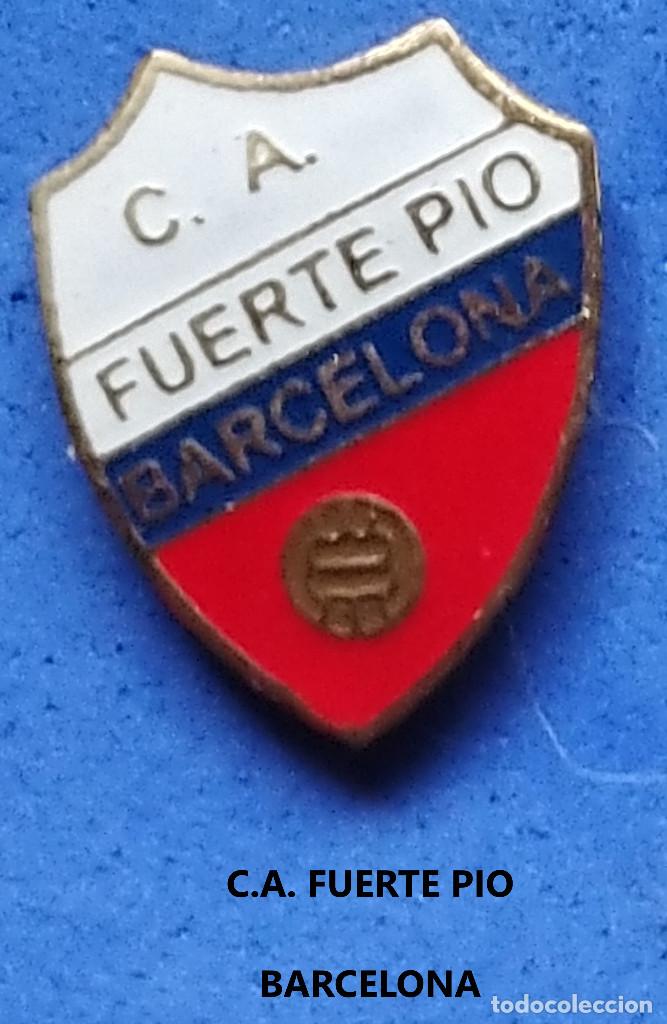 C. A.
FUERTE PIO
BARCELONA
C.A. FUERTE PIO
BARCELONA
todocoleccion